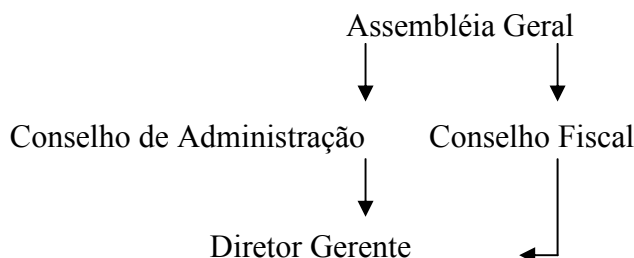 Assembléia Geral
Conselho de Administração Conselho Fiscal
Diretor Gerente